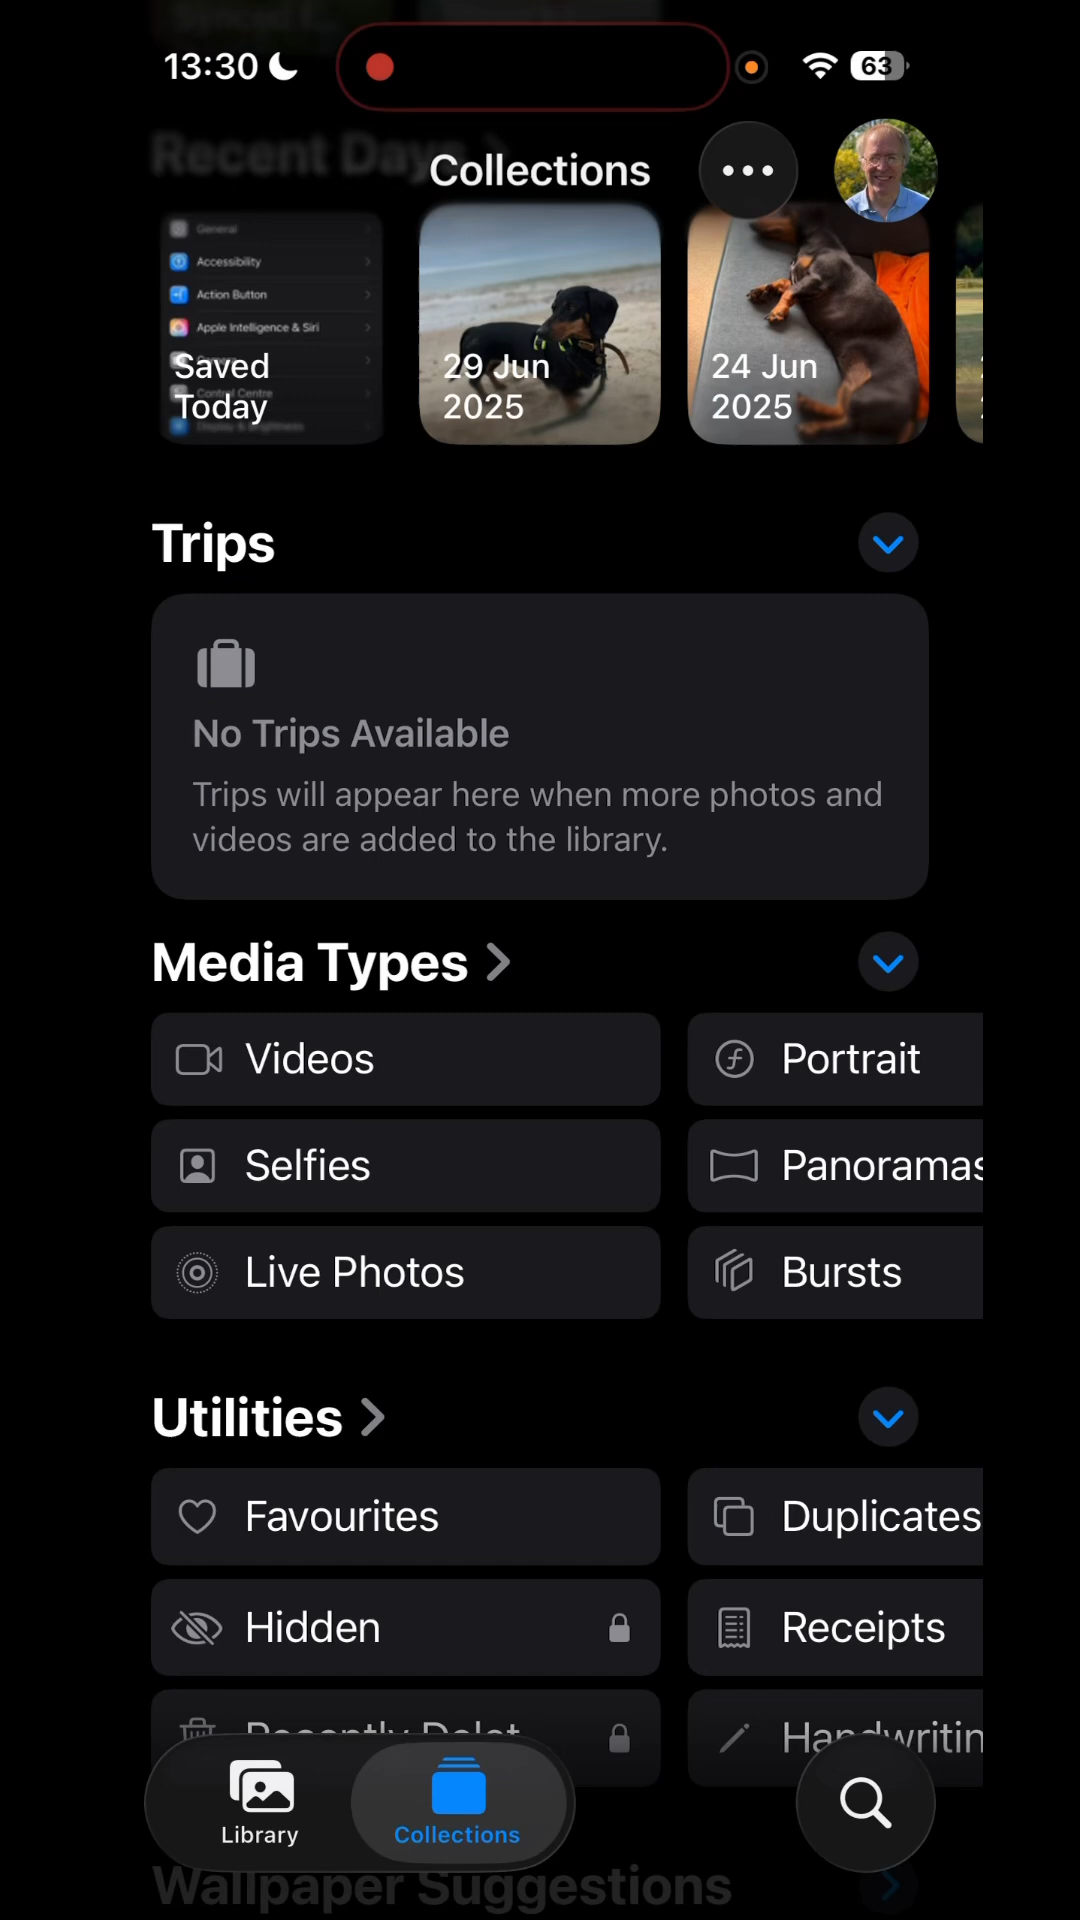 13:30
63
Recent Days
Collections
General
Accessibility
Action Button
Apple Intelligence & Siri
Control Centre
Display & Brightness
Saved
Today
29 Jun
2025
24 Jun
2025
Trips
No Trips Available
Trips will appear here when more photos and
videos are added to the library.
Media Types
Videos
Portrait
Selfies
Panoramas
Live Photos
Bursts
Utilities
Favourites
Duplicates
Hidden
Receipts
Recently Delet
Handwritin
Library
Collections
Wallpaper Suggestions